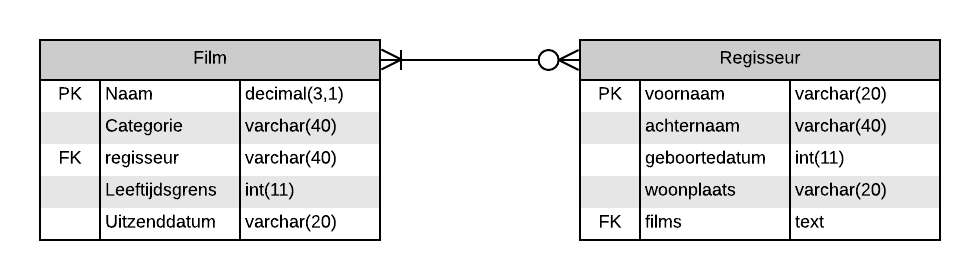 Film
PK Naam decimal(3,1)
Categorie varchar(40)
FK regisseur varchar(40)
Leeftijdsgrens int(11)
Uitzenddatum varchar(20)
Regisseur
PK voornaam varchar(20)
achternaam varchar(40)
geboortedatum int(11)
woonplaats varchar(20)
FK films text